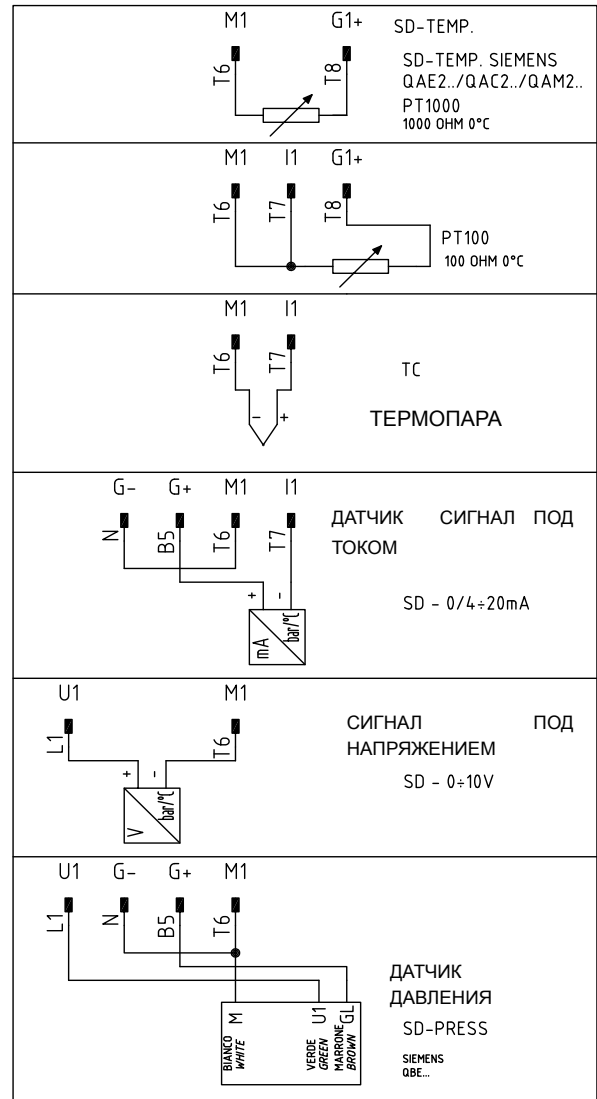 M1 G1+ SD-TEMP.
T6 T8
SD-TEMP. SIEMENS
QAE2../QAC2../QAM2..
PT1000
1000 OHM 0°C
M1 I1 G1+
T6 T7 T8
PT100
100 OHM 0°C
M1 I1
T6 T7
TC
- +
ТЕРМОПАРА
G- G+ M1 I1
N B5 T6 T7
ДАТЧИК СИГНАЛ ПОД
ТОКОМ
+ -
mA bar/°C
SD - 0/4÷20mA
U1 M1
L1 T6
СИГНАЛ ПОД
НАПРЯЖЕНИЕМ
+ -
V bar/°C
SD - 0÷10V
U1 G- G+ M1
L1 N B5 T6
ДАТЧИК
ДАВЛЕНИЯ
M U1 GL
BIANCO
WHITE
VERDE
GREEN
MARRONE
BROWN
SD-PRESS
SIEMENS
QBE...